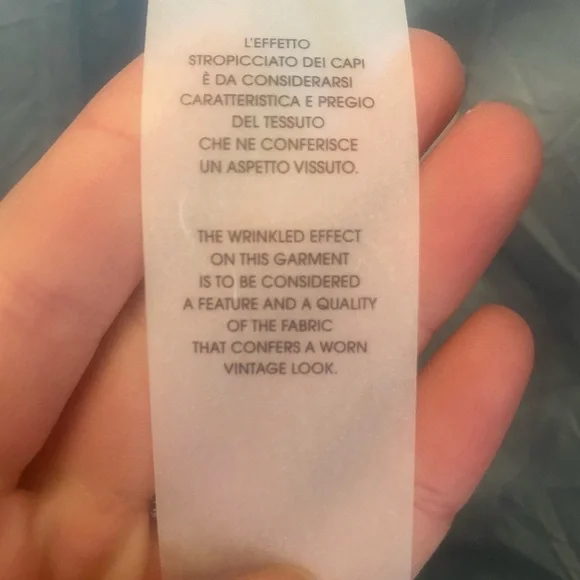 L'EFFETTO
STROPICCIATO DEI CAPI
È DA CONSIDERARSI
CARATTERISTICA E PREGIO
DEL TESSUTO
CHE NE CONFERISCE
UN ASPETTO VISSUTO.
THE WRINKLED EFFECT
ON THIS GARMENT
IS TO BE CONSIDERED
A FEATURE AND A QUALITY
OF THE FABRIC
THAT CONFERS A WORN
VINTAGE LOOK.